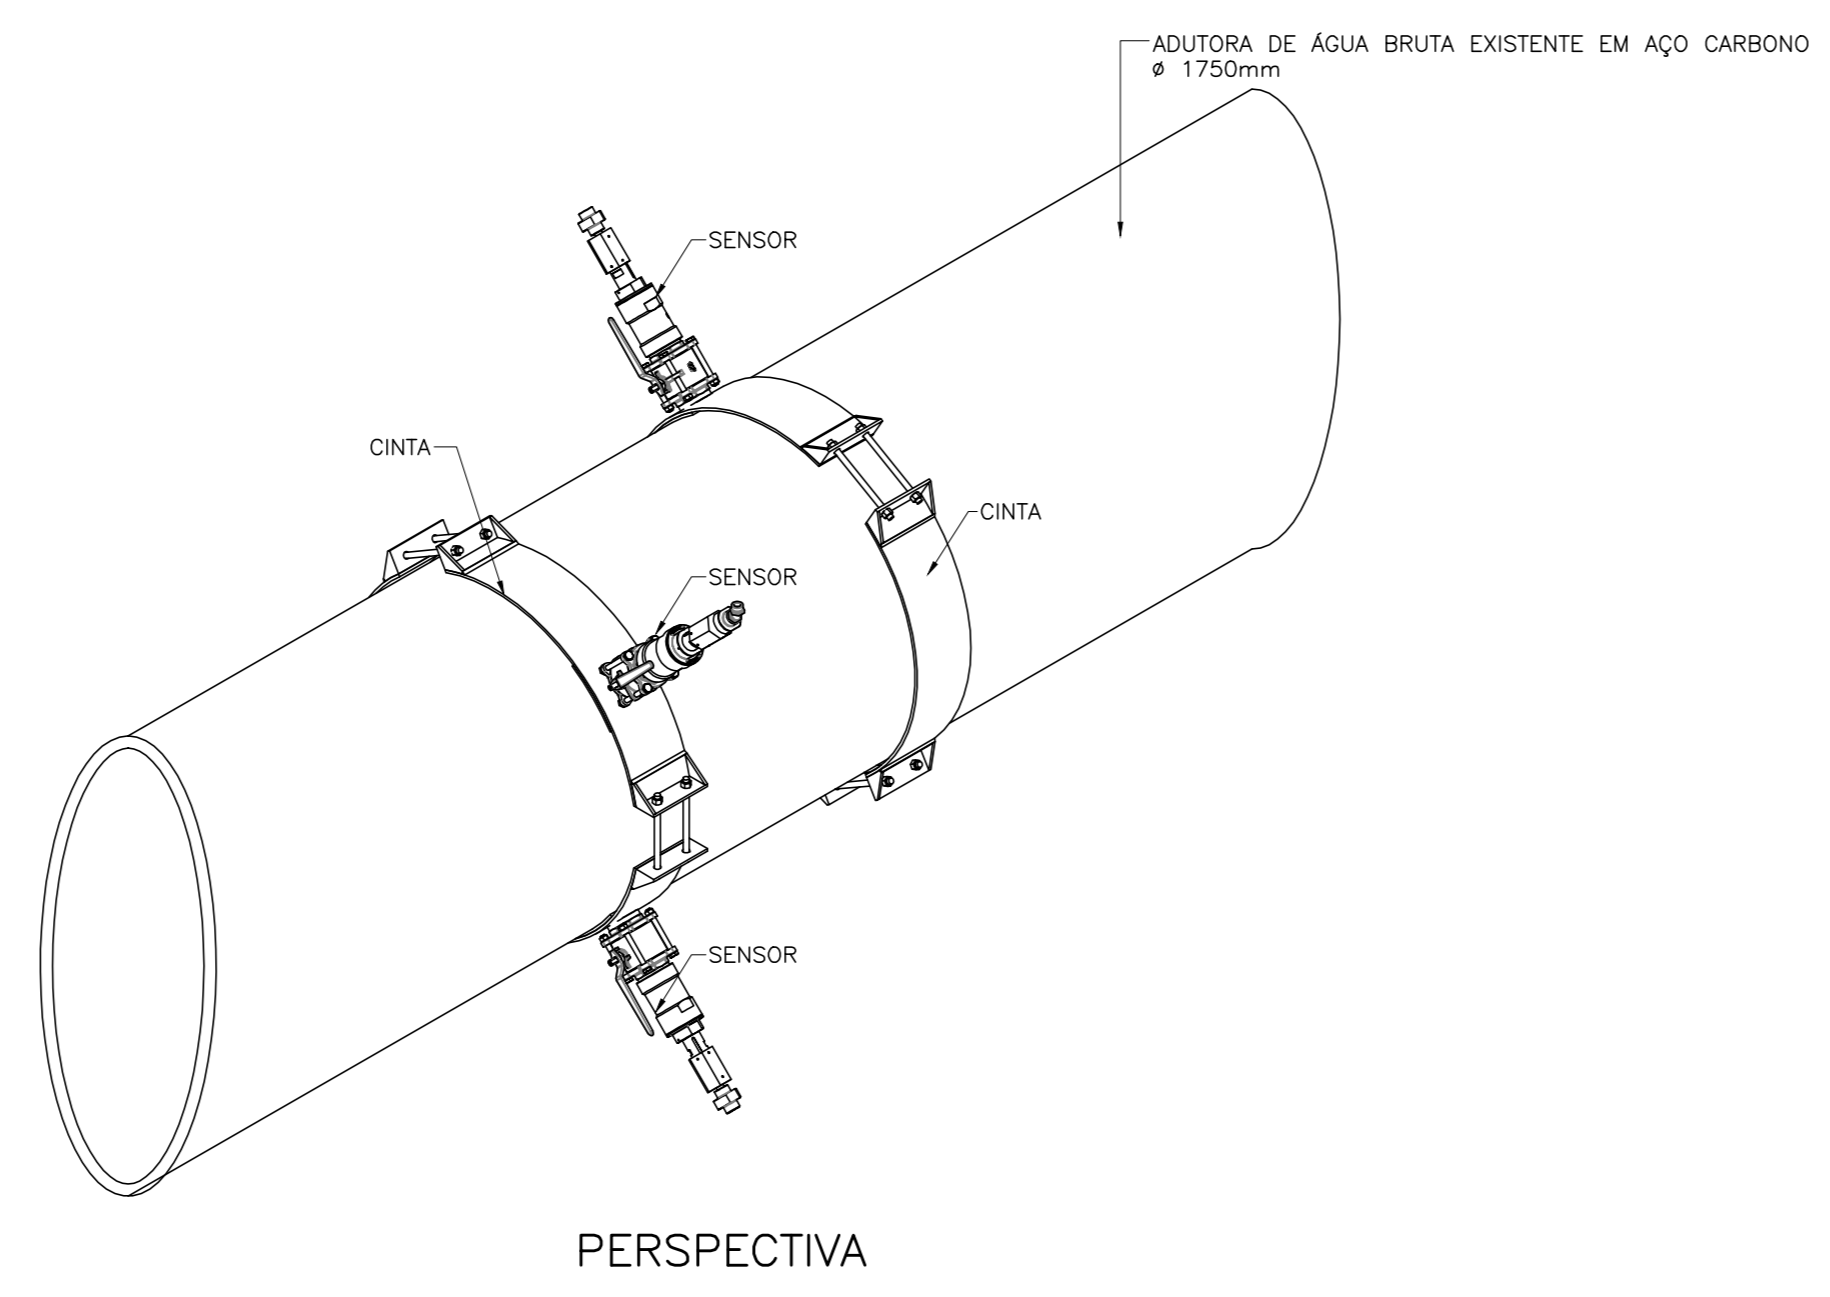 ADUTORA DE ÁGUA BRUTA EXISTENTE EM AÇO CARBONO
ø 1750mm
SENSOR
CINTA
CINTA
SENSOR
SENSOR
PERSPECTIVA